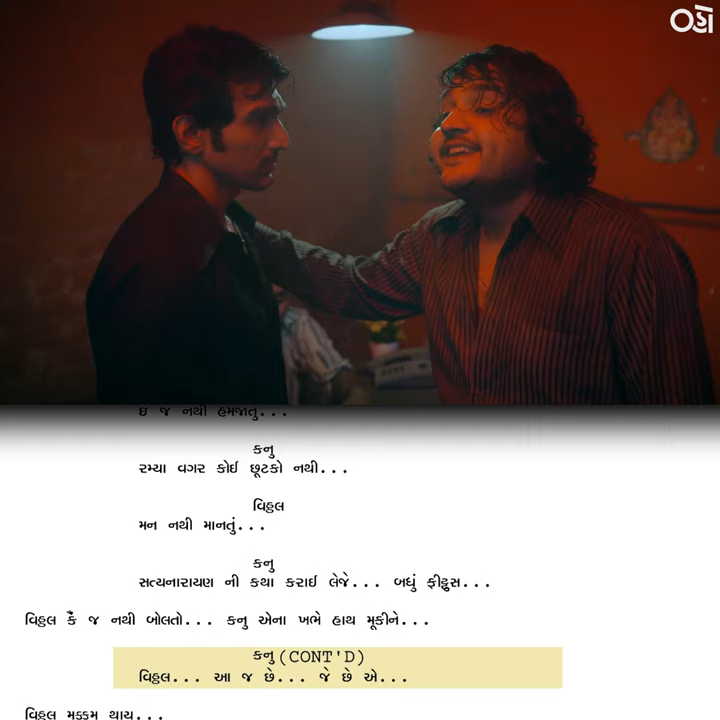 ઓહો
ઇ જ નથી હમજાતુ...
કનુ
રમ્યા વગર કોઈ છૂટકો નથી...
વિઠ્ઠલ
મન નથી માનતું...
કનુ
સત્યનારાયણ ની કથા કરાઈ લેજે... બધું ફીટ્ટુસ...
વિઠ્ઠલ કૈં જ નથી બોલતો... કનુ એના ખભે હાથ મૂકીને...
કનુ(CONT'D)
વિઠ્ઠલ... આ જ છે... જે છે એ...
વિઠ્ઠલ મક્કમ થાય...